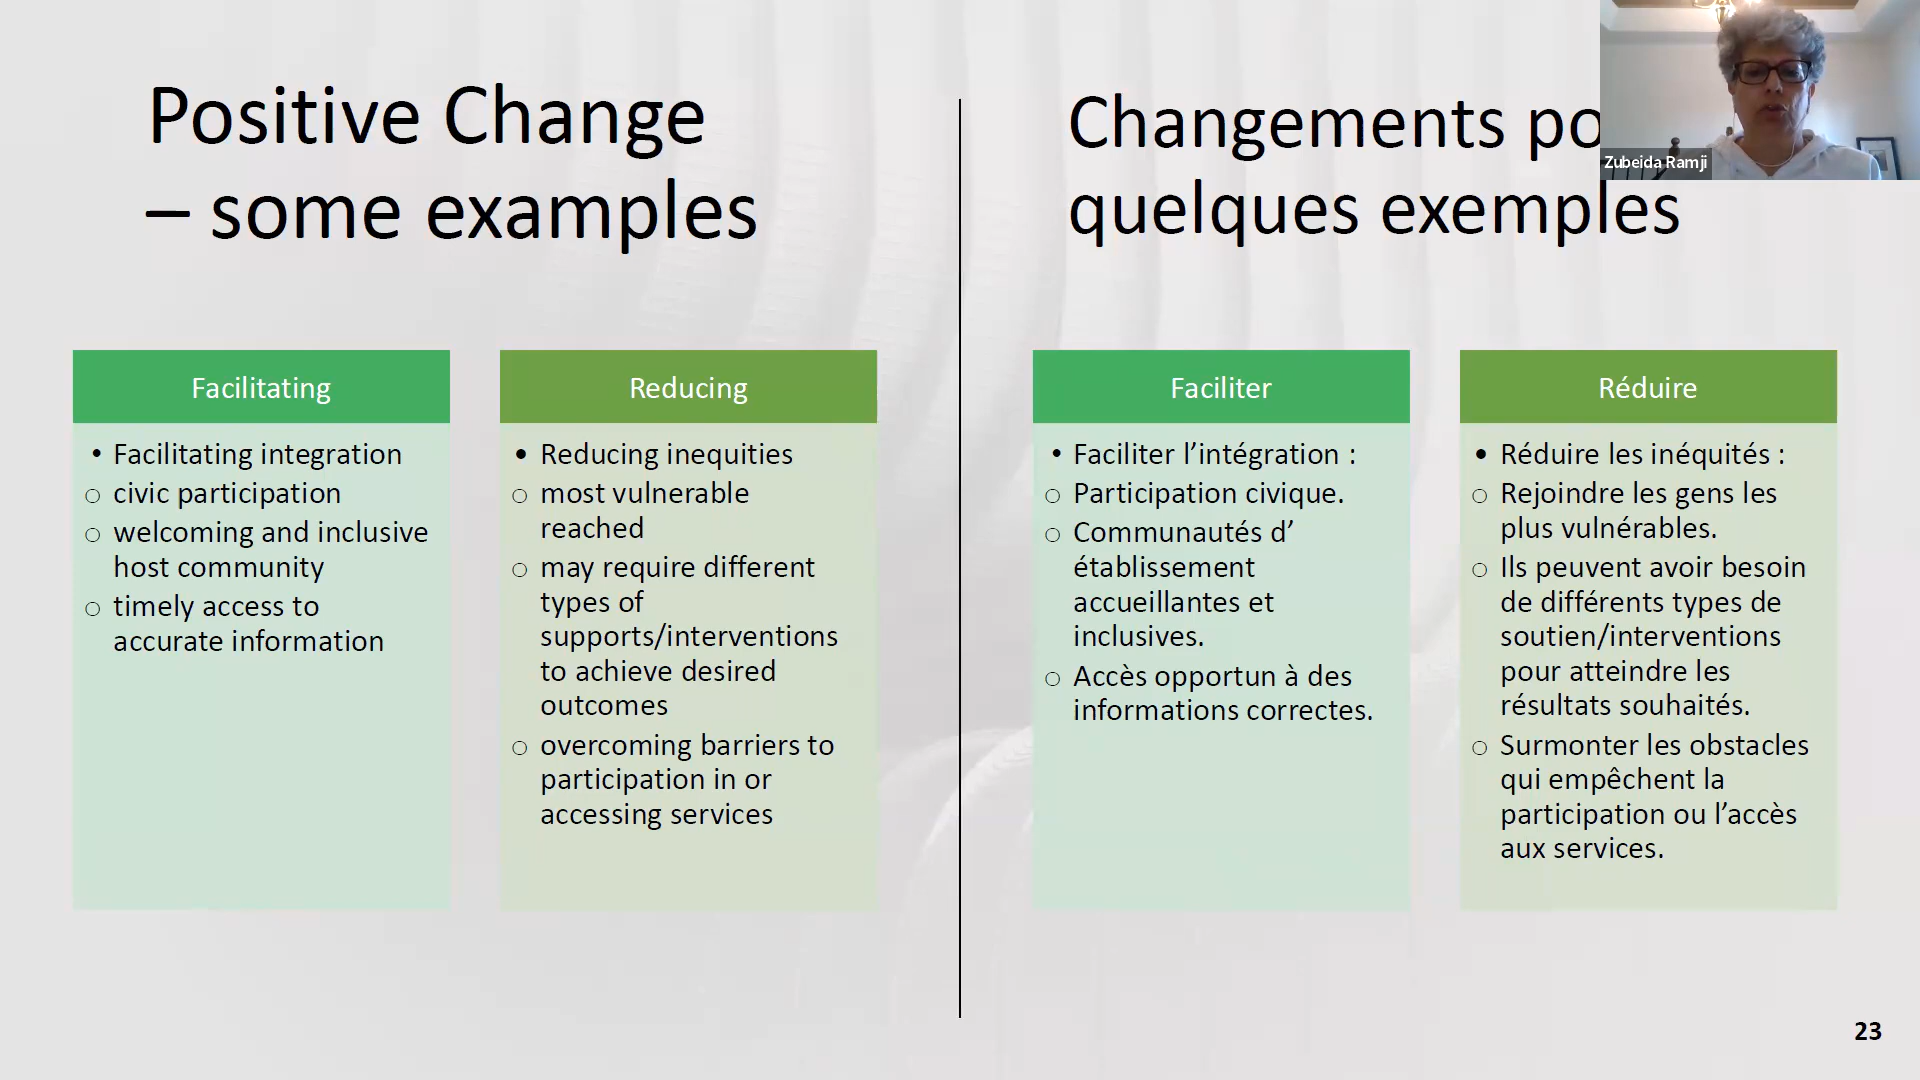 Positive Change
– some examples
Facilitating
• Facilitating integration
○ civic participation
○ welcoming and inclusive
host community
○ timely access to
accurate information
Reducing
• Reducing inequities
○ most vulnerable
reached
○ may require different
types of
supports/interventions
to achieve desired
outcomes
○ overcoming barriers to
participation in or
accessing services
Changements
quelques exemples
Faciliter
• Faciliter l’intégration :
○ Participation civique.
○ Communautés d’
établissement
accueillantes et
inclusives.
○ Accès opportun à des
informations correctes.
Réduire
• Réduire les inéquités :
○ Rejoindre les gens les
plus vulnérables.
○ Ils peuvent avoir besoin
de différents types de
soutien/interventions
pour atteindre les
résultats souhaités.
○ Surmonter les obstacles
qui empêchent la
participation ou l’accès
aux services.
Zubeida Ramji
23